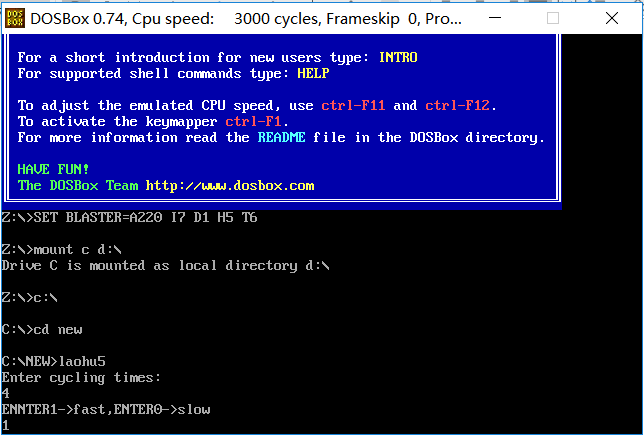 DOS
BOX
DOSBox 0.74, Cpu speed:    3000 cycles, Frameskip  0, Pro...
For a short introduction for new users type: INTRO
For supported shell commands type: HELP
To adjust the emulated CPU speed, use ctrl-F11 and ctrl-F12.
To activate the keymapper ctrl-F1.
For more information read the README file in the DOSBox directory.
HAVE FUN!
The DOSBox Team http://www.dosbox.com
Z:\>SET BLASTER=A220 I7 D1 H5 T6
Z:\>mount c d:\
Drive C is mounted as local directory d:\
Z:\>c:\
C:\>cd new
C:\NEW>laohu5
Enter cycling times:
4
ENNTER1->fast,ENTER0->slow
1